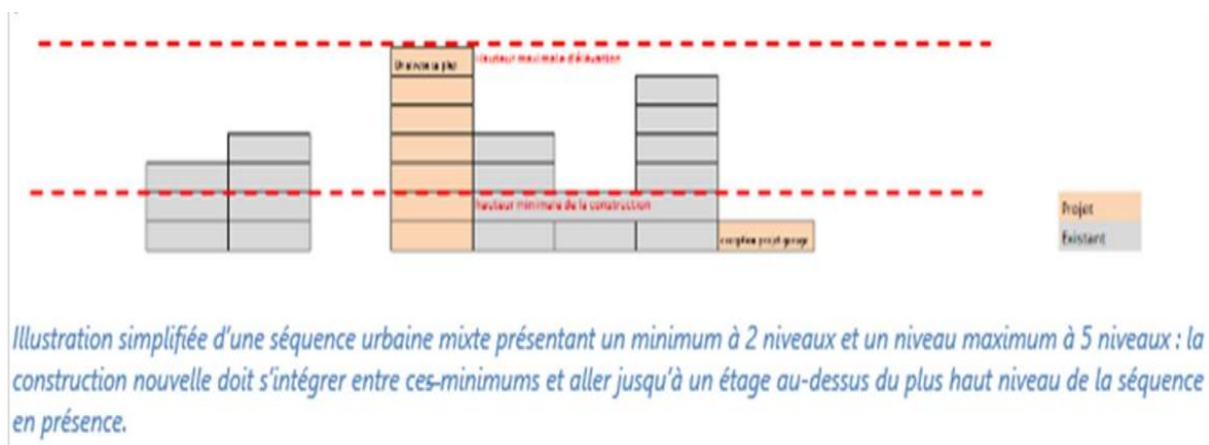 Un niveau plus
Hauteur maximale d'élévation
hauteur minimale de la construction
exception projet garage
Projet
Existant
Illustration simplifiée d'une séquence urbaine mixte présentant un minimum à 2 niveaux et un niveau maximum à 5 niveaux : la
construction nouvelle doit s'intégrer entre ces minimums et aller jusqu'à un étage au-dessus du plus haut niveau de la séquence
en présence.